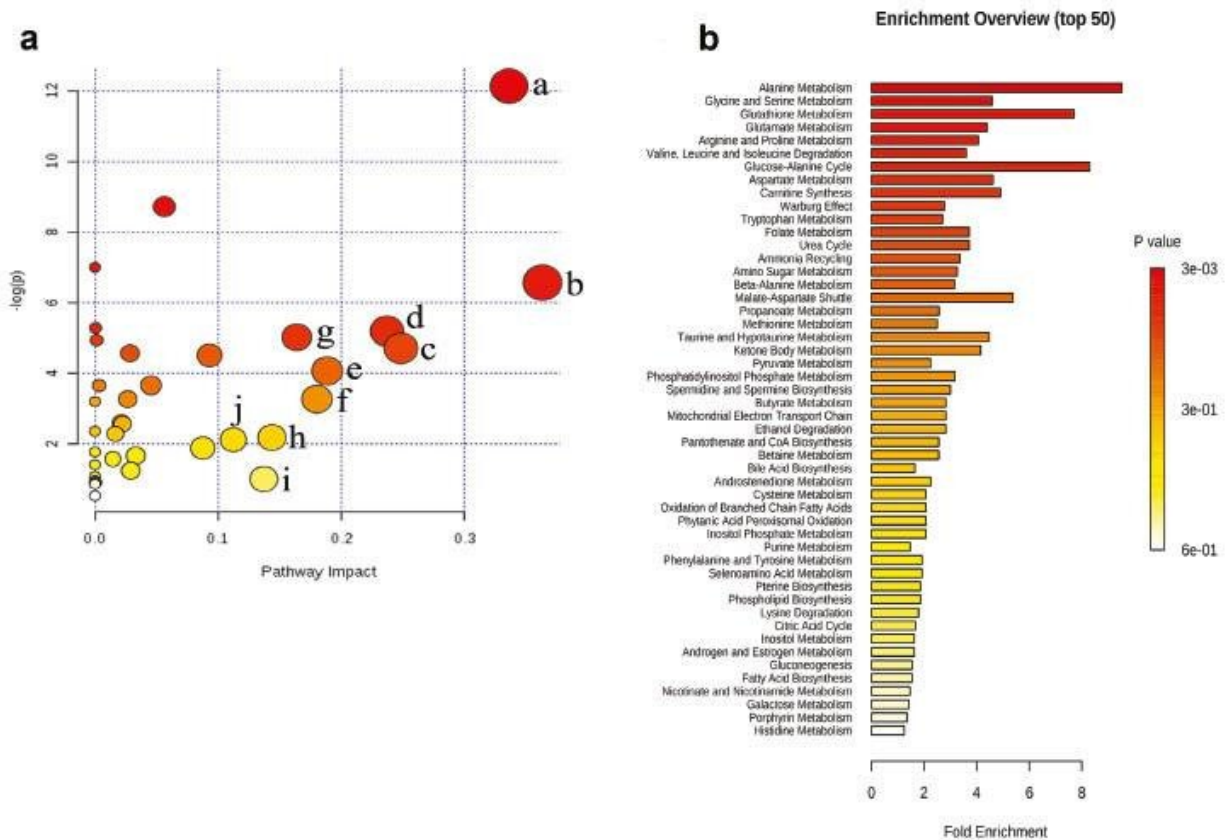 a
12
10
8
6
4
2
-log(p)
a
b
d
c
g
e
f
j
h
i
0.0
0.1
0.2
0.3
Pathway Impact
b
Enrichment Overview (top 50)
Alanine Metabolism
Glycine and Serine Metabolism
Glutathione Metabolism
Glutamate Metabolism
Arginine and Proline Metabolism
Valine, Leucine and Isoleucine Degradation
Glucose-Alanine Cycle
Aspartate Metabolism
Carnitine Synthesis
Warburg Effect
Tryptophan Metabolism
Folate Metabolism
Urea Cycle
Ammonia Recycling
Amino Sugar Metabolism
Beta-Alanine Metabolism
Malate-Aspartate Shuttle
Propanoate Metabolism
Methionine Metabolism
Taurine and Hypotaurine Metabolism
Ketone Body Metabolism
Pyruvate Metabolism
Phosphatidylinositol Phosphate Metabolism
Spermidine and Spermine Biosynthesis
Butyrate Metabolism
Mitochondrial Electron Transport Chain
Ethanol Degradation
Pantothenate and CoA Biosynthesis
Betaine Metabolism
Bile Acid Biosynthesis
Androstenedione Metabolism
Cysteine Metabolism
Oxidation of Branched Chain Fatty Acids
Phytanic Acid Peroxisomal Oxidation
Inositol Phosphate Metabolism
Purine Metabolism
Phenylalanine and Tyrosine Metabolism
Selenoamino Acid Metabolism
Pterine Biosynthesis
Phospholipid Biosynthesis
Lysine Degradation
Citric Acid Cycle
Inositol Metabolism
Androgen and Estrogen Metabolism
Gluconeogenesis
Fatty Acid Biosynthesis
Nicotinate and Nicotinamide Metabolism
Galactose Metabolism
Porphyrin Metabolism
Histidine Metabolism
0
2
4
6
8
Fold Enrichment
P value
3e-03
3e-01
6e-01